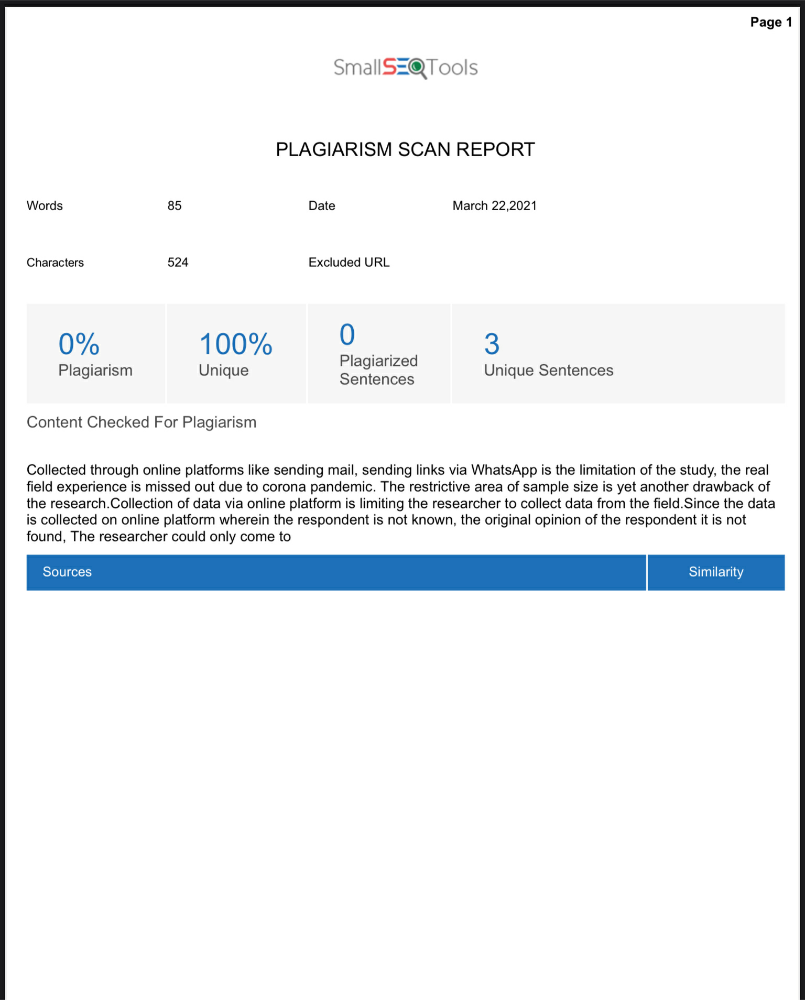 Page 1
SmallSEOTools
PLAGIARISM SCAN REPORT
Words 85 Date March 22,2021
Characters 524 Excluded URL
0% Plagiarism
100% Unique
0 Plagiarized Sentences
3 Unique Sentences
Content Checked For Plagiarism
Collected through online platforms like sending mail, sending links via WhatsApp is the limitation of the study, the real
field experience is missed out due to corona pandemic. The restrictive area of sample size is yet another drawback of
the research.Collection of data via online platform is limiting the researcher to collect data from the field.Since the data
is collected on online platform wherein the respondent is not known, the original opinion of the respondent it is not
found, The researcher could only come to
Sources Similarity